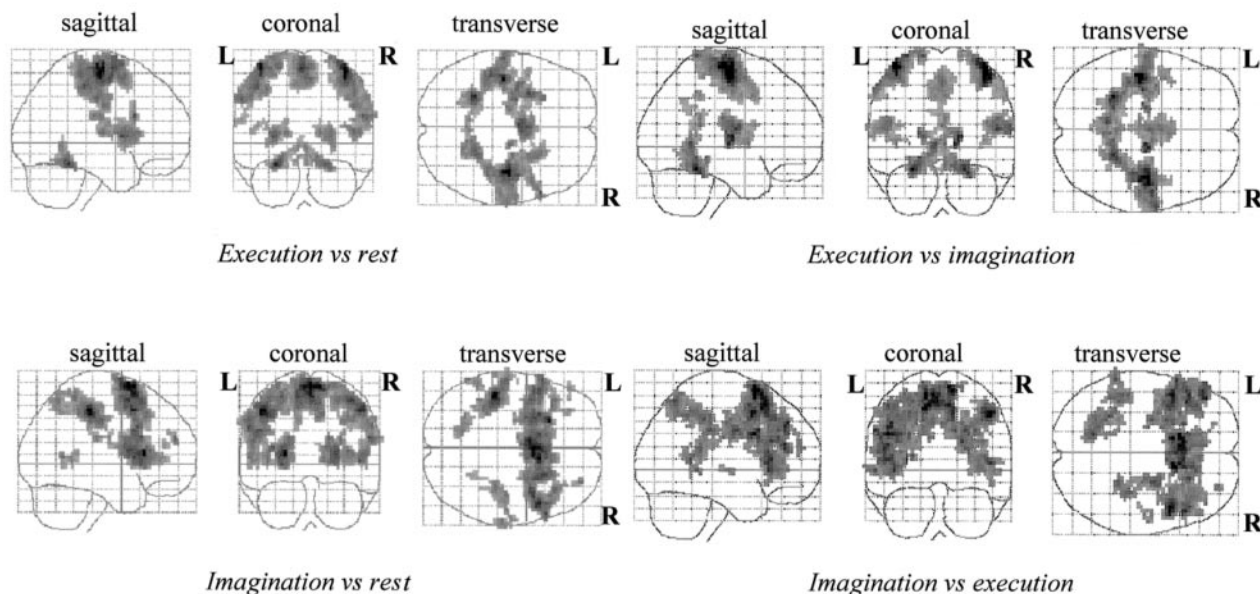 sagittal coronal transverse sagittal coronal transverse
L R L L R L
R R
Execution vs rest Execution vs imagination
sagittal coronal transverse sagittal coronal transverse
L R L L R L
R R
Imagination vs rest Imagination vs execution